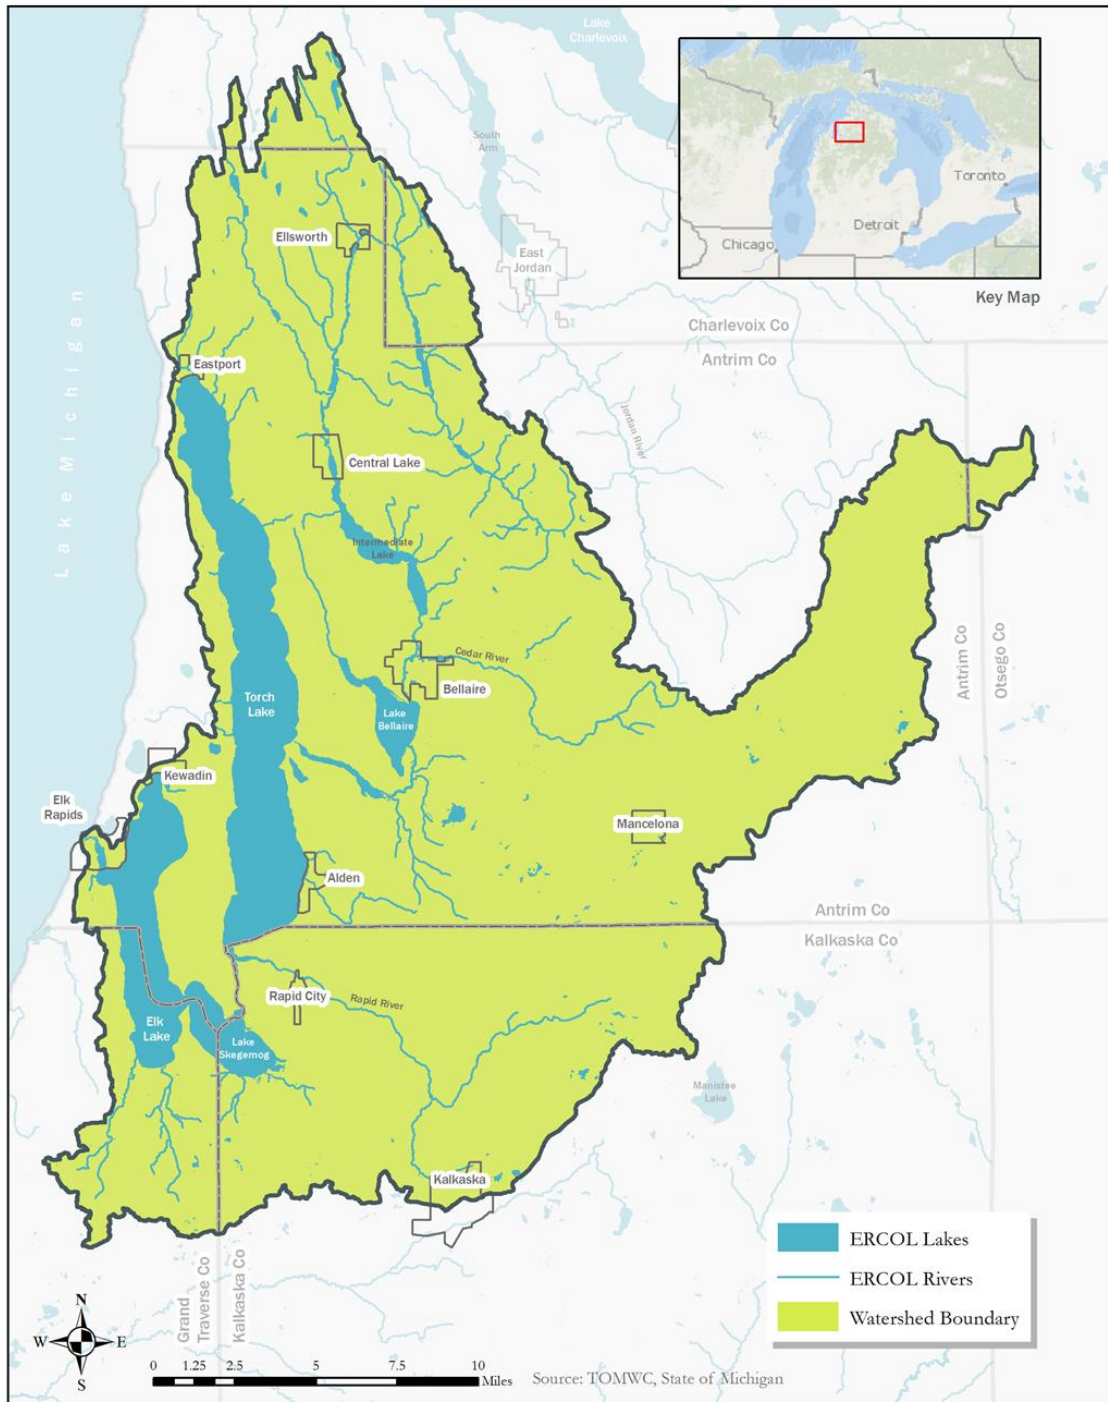 Lake
Charlevoix
South
Arm
Toronto
Detroit
Chicago
Key Map
Ellsworth
East
Jordan
Charlevoix Co
Antrim Co
Lake Michigan
Eastport
Jordan River
Central Lake
Intermediate
Lake
Cedar River
Bellaire
Antrim Co
Otsego Co
Torch
Lake
Lake
Bellaire
Kewadin
Elk
Rapids
Mancelona
Alden
Antrim Co
Kalkaska Co
Rapid City
Rapid River
Elk
Lake
Lake
Skegemog
Manistee
Lake
Kalkaska
ERCOL Lakes
ERCOL Rivers
Watershed Boundary
Grand
Traverse Co
Kalkaska Co
N
W E
S
0 1.25 2.5 5 7.5 10
Miles
Source: TOMWC, State of Michigan